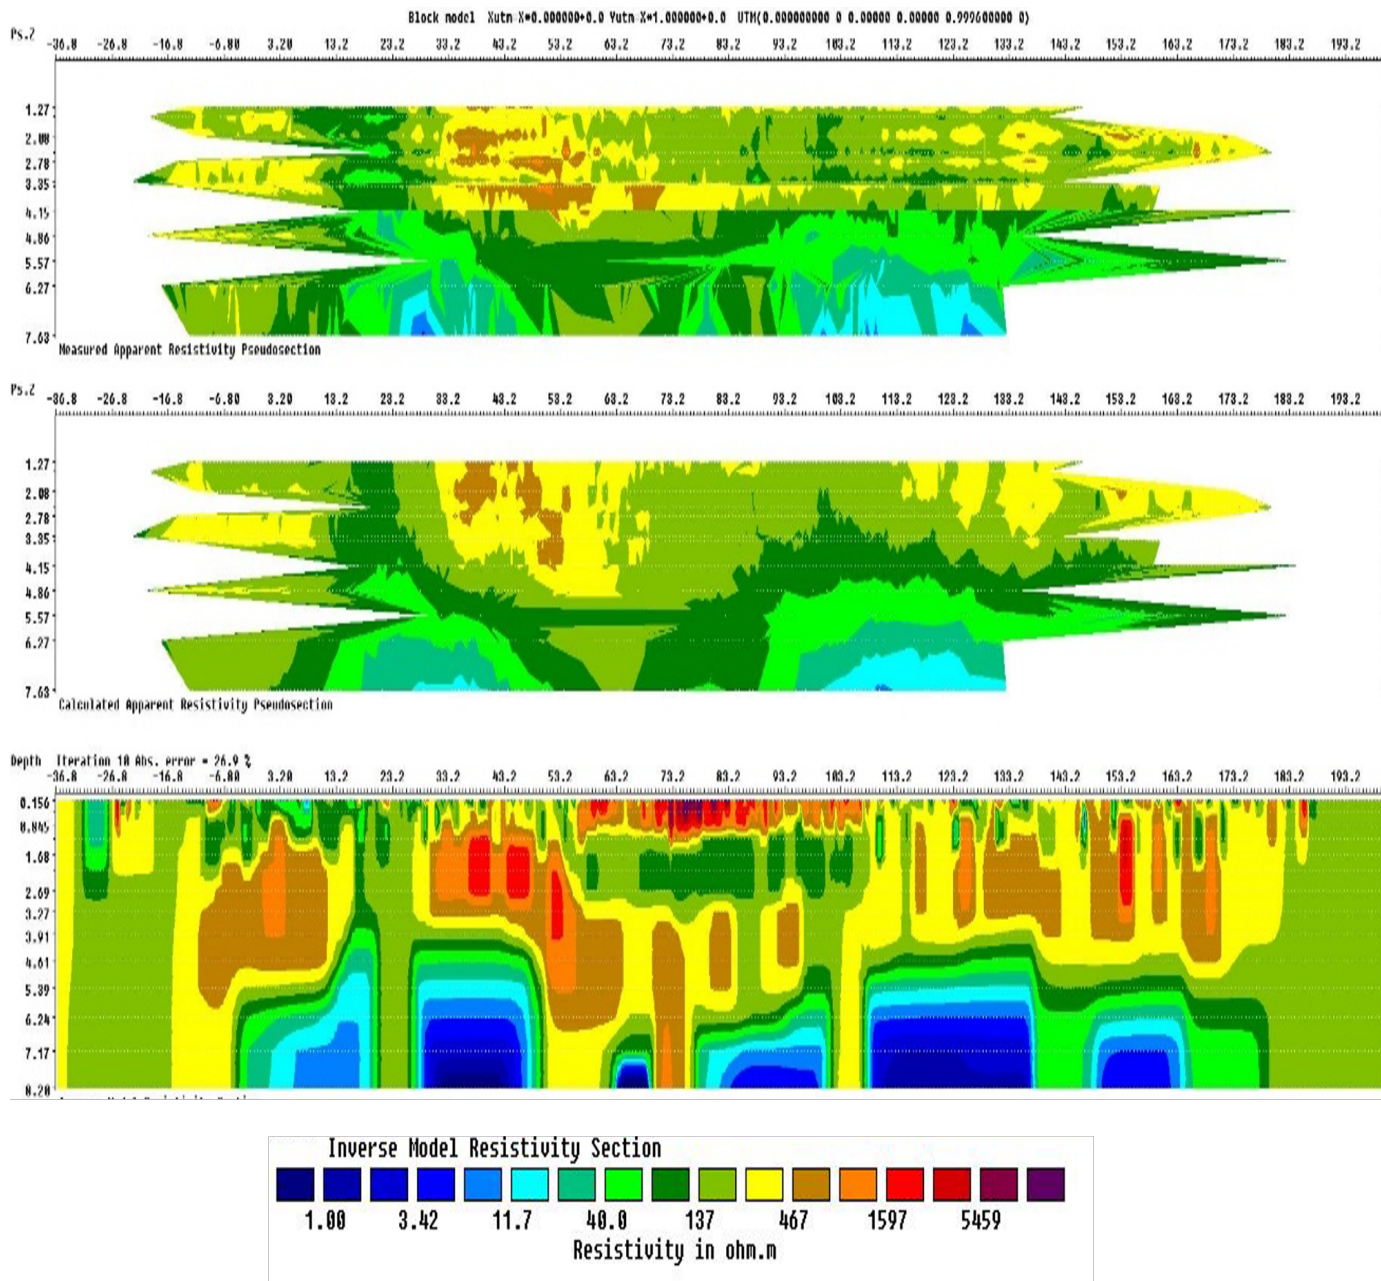 Block model Xutm=X*0.000000+0.0 Yutm=X*1.000000+0.0 UTM(0.000000000 0 0.00000 0.00000 0.999600000 0)
Ps.Z
-36.8 -26.8 -16.8 -6.80 3.20 13.2 23.2 33.2 43.2 53.2 63.2 73.2 83.2 93.2 103.2 113.2 123.2 133.2 143.2 153.2 163.2 173.2 183.2 193.2
1.27
2.08
2.78
3.35
4.15
4.86
5.57
6.27
7.63
Measured Apparent Resistivity Pseudosection
Ps.Z
-36.8 -26.8 -16.8 -6.80 3.20 13.2 23.2 33.2 43.2 53.2 63.2 73.2 83.2 93.2 103.2 113.2 123.2 133.2 143.2 153.2 163.2 173.2 183.2 193.2
1.27
2.08
2.78
3.35
4.15
4.86
5.57
6.27
7.63
Calculated Apparent Resistivity Pseudosection
Depth Iteration 10 Abs. error = 26.9 %
-36.8 -26.8 -16.8 -6.80 3.20 13.2 23.2 33.2 43.2 53.2 63.2 73.2 83.2 93.2 103.2 113.2 123.2 133.2 143.2 153.2 163.2 173.2 183.2 193.2
0.156
0.845
1.68
2.69
3.27
3.91
4.61
5.39
6.24
7.17
8.20
Inverse Model Resistivity Section
1.00 3.42 11.7 40.0 137 467 1597 5459
Resistivity in ohm.m